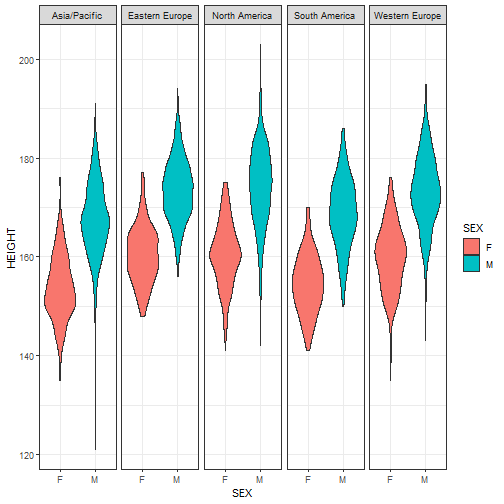 Asia/Pacific Eastern Europe North America South America Western Europe
200
180
160
140
120
HEIGHT
F M F M F M F M F M
SEX
SEX
F
M